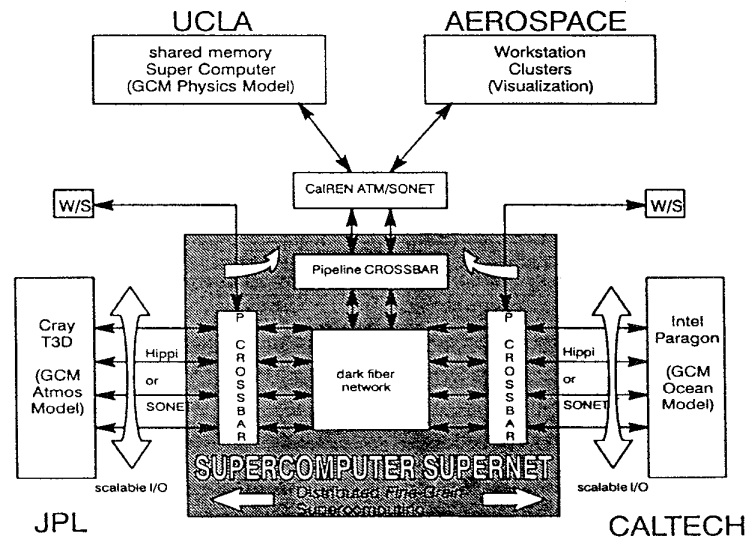 UCLA
AEROSPACE
shared memory
Super Computer
(GCM Physics Model)
Workstation
Clusters
(Visualization)
CalREN ATM/SONET
W/S
W/S
Pipeline CROSSBAR
Cray
T3D
(GCM
Atmos
Model)
Hippi
or
SONET
P CROSSBAR
dark fiber
network
P CROSSBAR
Hippi
or
SONET
Intel
Paragon
(GCM
Ocean
Model)
SUPERCOMPUTER SUPERNET
scalable I/O
Distributed Fine-Grain
Supercomputing
scalable I/O
JPL
CALTECH